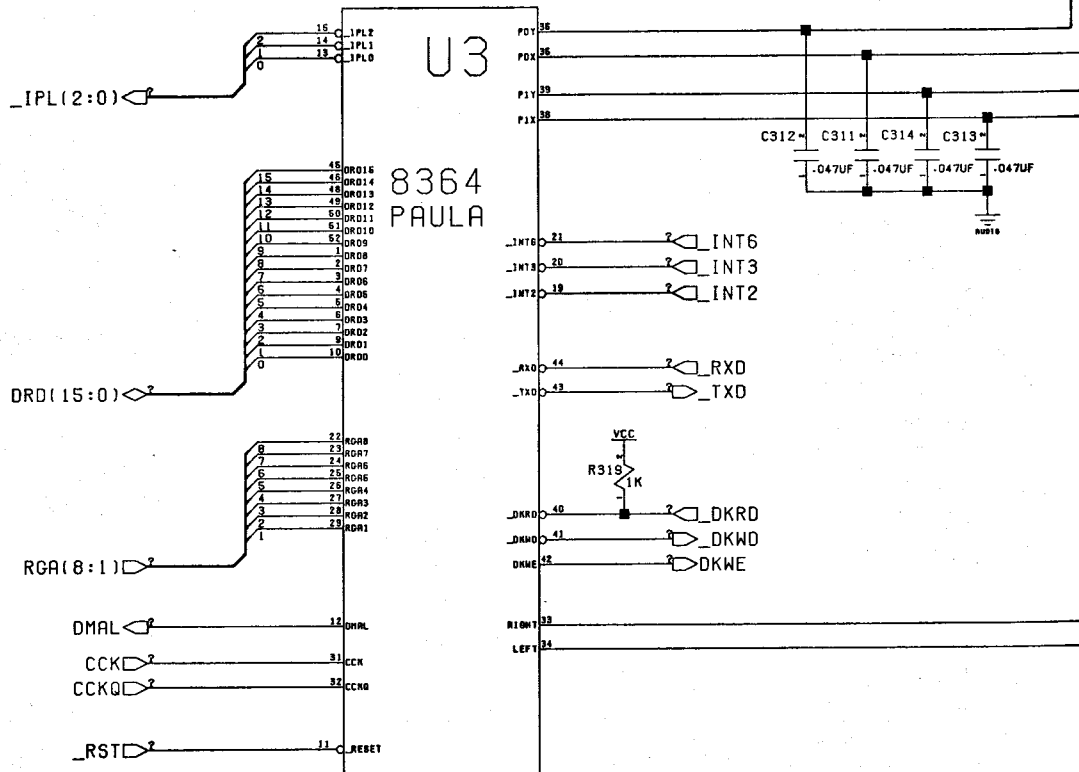 U3
8364
PAULA
_IPL(2:0)
2
1
0
15 _IPL2
14 _IPL1
13 _IPL0
DRD(15:0)
15
14
13
12
11
10
9
8
7
6
5
4
3
2
1
0
45 DRD15
46 DRD14
48 DRD13
49 DRD12
50 DRD11
51 DRD10
52 DRD9
1 DRD8
2 DRD7
3 DRD6
4 DRD5
5 DRD4
6 DRD3
7 DRD2
9 DRD1
10 DRD0
RGA(8:1)
8
7
6
5
4
3
2
1
22 RGA8
23 RGA7
24 RGA6
25 RGA5
26 RGA4
27 RGA3
28 RGA2
29 RGA1
DMAL 12 DMAL
CCK 31 CCK
CCKQ 32 CCKQ
_RST 11 _RESET
P0Y 36
P0X 35
P1Y 39
P1X 38
C312 C311 C314 C313
.047UF .047UF .047UF .047UF
AUDIO
_INT6 21 _INT6
_INT3 20 _INT3
_INT2 19 _INT2
_RXD 44 _RXD
_TXD 43 _TXD
VCC
R319
1K
_DKRD 40 _DKRD
_DKWD 41 _DKWD
DKWE 42 DKWE
RIGHT 33
LEFT 34